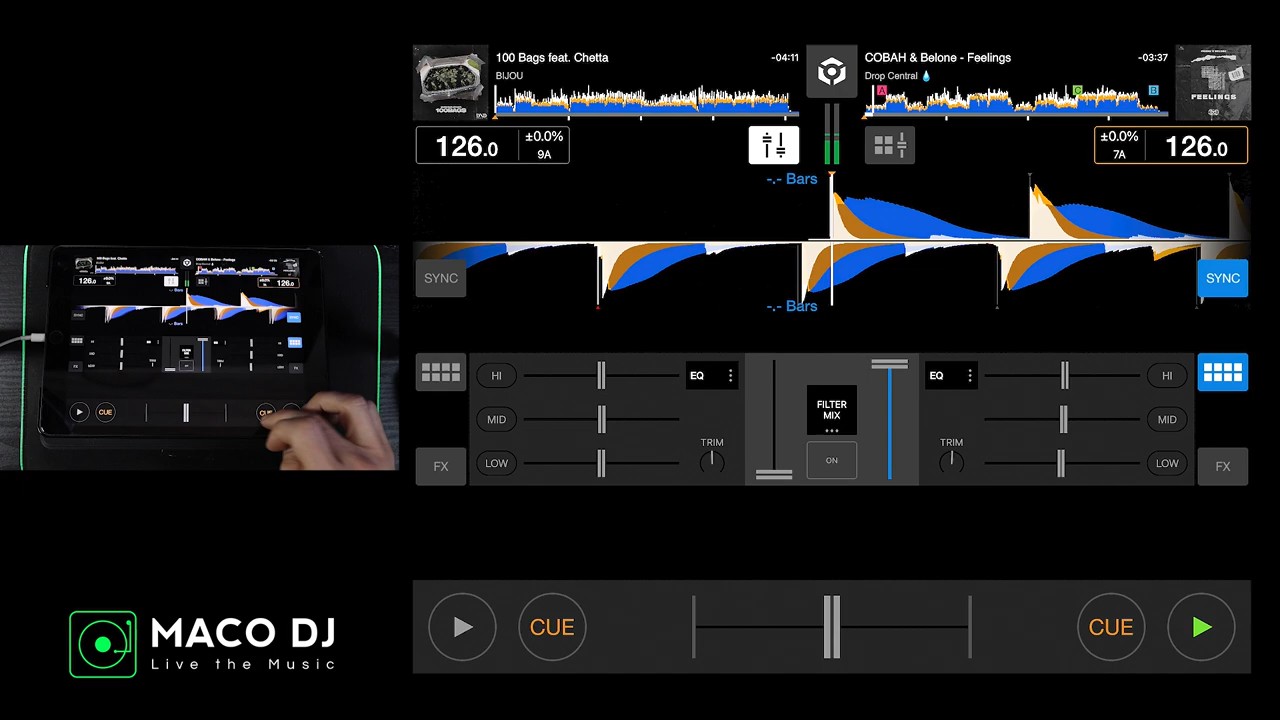 100 Bags feat. Chetta
-04:11
BIJOU
COBAH & Belone - Feelings
-03:37
Drop Central 💧
A
C
B
FEELINGS
126.0
±0.0%
9A
±0.0%
7A
126.0
-.- Bars
SYNC
SYNC
-.- Bars
HI
EQ
FILTER
MIX
EQ
HI
MID
MID
TRIM
TRIM
LOW
ON
LOW
FX
FX
CUE
CUE
CUE
MACO DJ
Live the Music